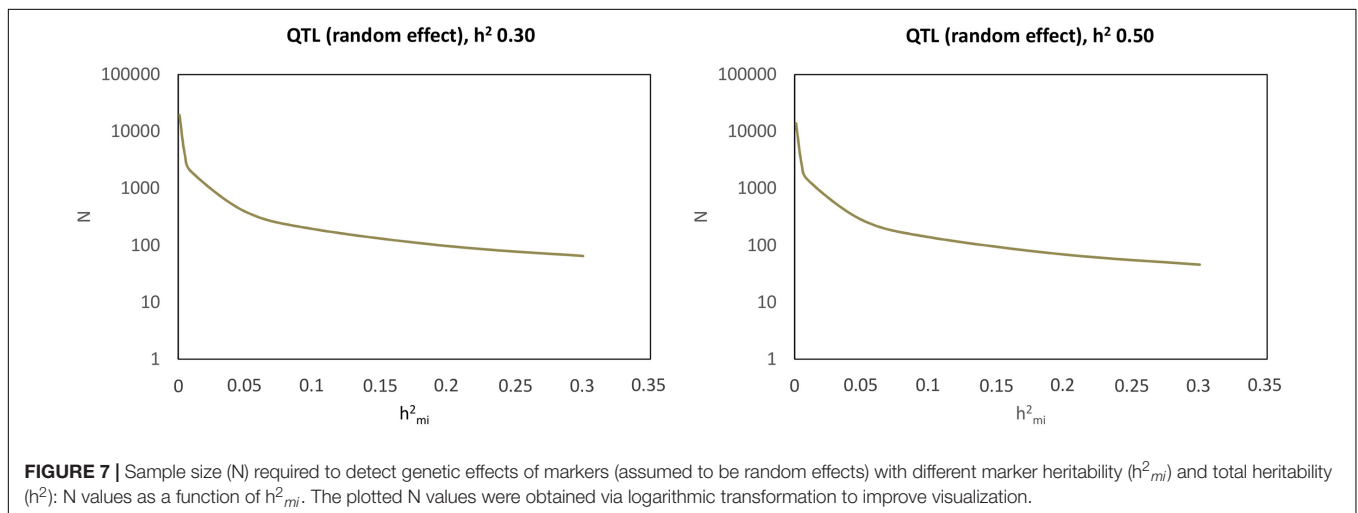 QTL (random effect), h² 0.30
100000
10000
1000
100
10
1
N
0 0.05 0.1 0.15 0.2 0.25 0.3 0.35
h²mi
QTL (random effect), h² 0.50
100000
10000
1000
100
10
1
N
0 0.05 0.1 0.15 0.2 0.25 0.3 0.35
h²mi
FIGURE 7 | Sample size (N) required to detect genetic effects of markers (assumed to be random effects) with different marker heritability (h²mi) and total heritability
(h²): N values as a function of h²mi. The plotted N values were obtained via logarithmic transformation to improve visualization.